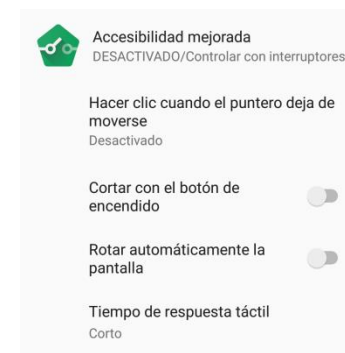 Accesibilidad mejorada
DESACTIVADO/Controlar con interruptores
Hacer clic cuando el puntero deja de
moverse
Desactivado
Cortar con el botón de
encendido
Rotar automáticamente la
pantalla
Tiempo de respuesta táctil
Corto